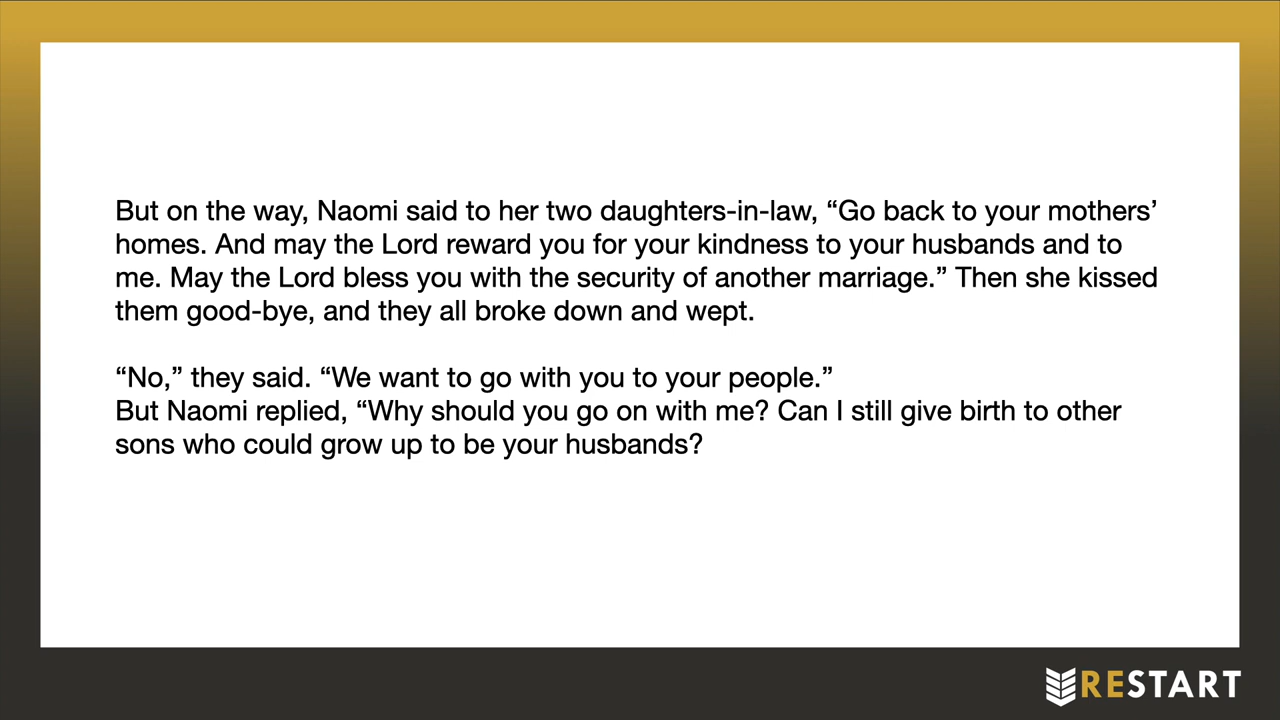 But on the way, Naomi said to her two daughters-in-law, “Go back to your mothers’
homes. And may the Lord reward you for your kindness to your husbands and to
me. May the Lord bless you with the security of another marriage.” Then she kissed
them good-bye, and they all broke down and wept.
“No,” they said. “We want to go with you to your people.”
But Naomi replied, “Why should you go on with me? Can I still give birth to other
sons who could grow up to be your husbands?
RESTART